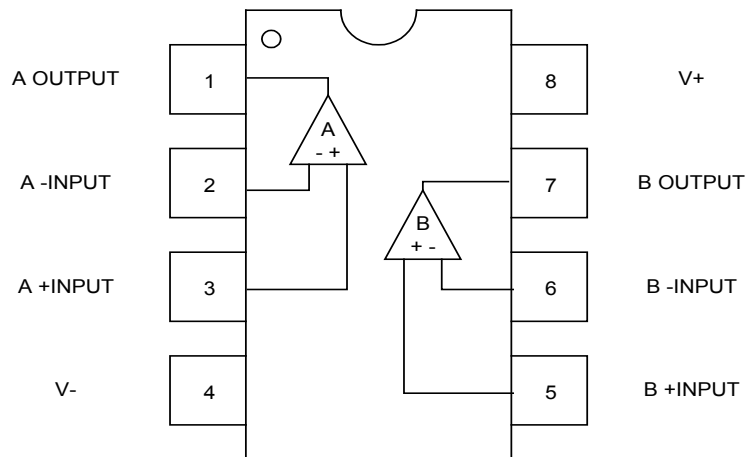 A OUTPUT 1 8 V+
A
- +
A -INPUT 2 7 B OUTPUT
B
+ -
A +INPUT 3 6 B -INPUT
V- 4 5 B +INPUT